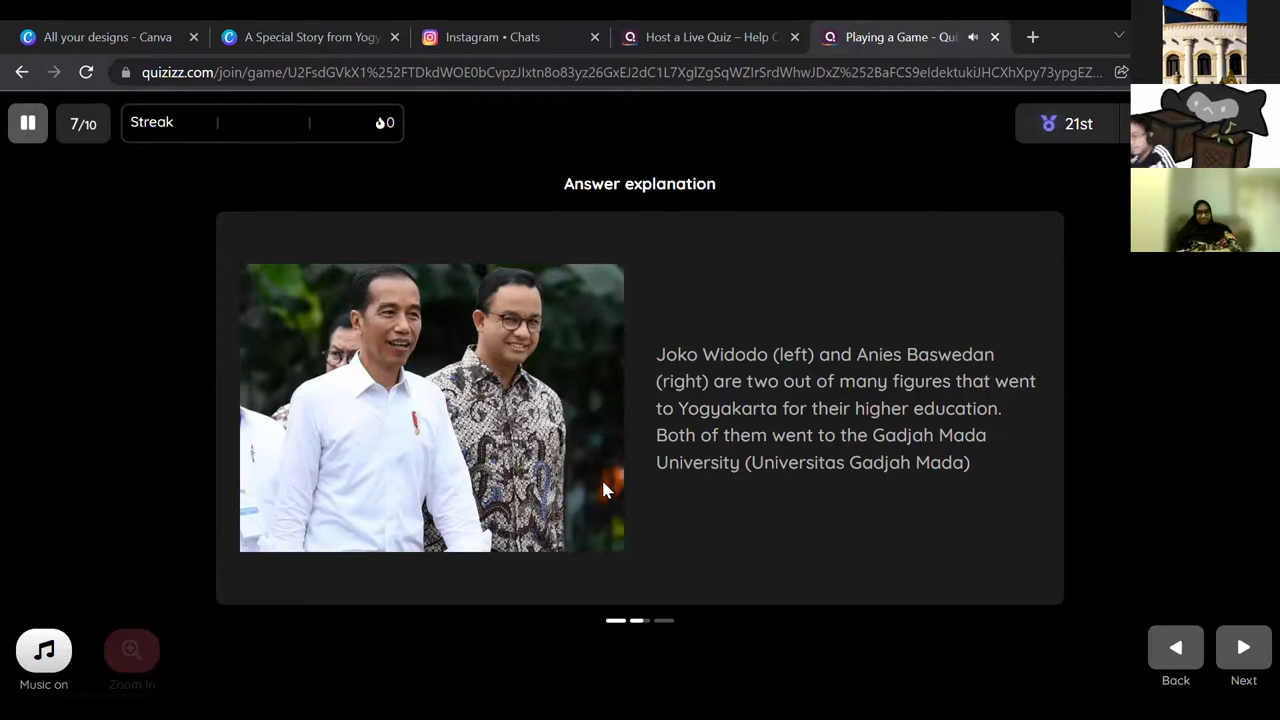 All your designs - Canva
A Special Story from Yogy
Insmerr • Chats
Host a Live Quiz – Help C
Playing a Game - Qui
7/10
Streak
0
21st
Answer explanation
Joko Widodo (left) and Anies Baswedan
(right) are two out of many figures that went
to Yogyakarta for their higher education.
Both of them went to the Gadjah Mada
University (Universitas Gadjah Mada)
Music on
Zoom in
Back
Next